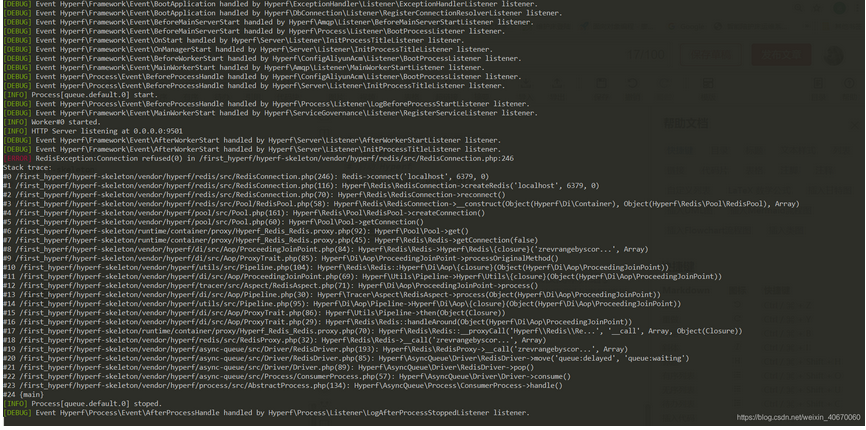 [DEBUG] Event Hyperf\Framework\Event\BootApplication handled by Hyperf\ExceptionHandler\Listener\ExceptionHandlerListener listener.
[DEBUG] Event Hyperf\Framework\Event\BootApplication handled by Hyperf\DbConnection\Listener\RegisterConnectionResolverListener listener.
[DEBUG] Event Hyperf\Framework\Event\BeforeMainServerStart handled by Hyperf\Amqp\Listener\BeforeMainServerStartListener listener.
[DEBUG] Event Hyperf\Framework\Event\BeforeMainServerStart handled by Hyperf\Process\Listener\BootProcessListener listener.
[DEBUG] Event Hyperf\Framework\Event\OnStart handled by Hyperf\Server\Listener\InitProcessTitleListener listener.
[DEBUG] Event Hyperf\Framework\Event\OnManagerStart handled by Hyperf\Server\Listener\InitProcessTitleListener listener.
[DEBUG] Event Hyperf\Framework\Event\BeforeWorkerStart handled by Hyperf\ConfigAliyunAcm\Listener\BootProcessListener listener.
[DEBUG] Event Hyperf\Framework\Event\MainWorkerStart handled by Hyperf\Amqp\Listener\MainWorkerStartListener listener.
[DEBUG] Event Hyperf\Process\Event\BeforeProcessHandle handled by Hyperf\ConfigAliyunAcm\Listener\BootProcessListener listener.
[DEBUG] Event Hyperf\Process\Event\BeforeProcessHandle handled by Hyperf\Server\Listener\InitProcessTitleListener listener.
[INFO] Process[queue.default.0] start.
[DEBUG] Event Hyperf\Process\Event\BeforeProcessHandle handled by Hyperf\Process\Listener\LogBeforeProcessStartListener listener.
[DEBUG] Event Hyperf\Framework\Event\MainWorkerStart handled by Hyperf\ServiceGovernance\Listener\RegisterServiceListener listener.
[INFO] Worker#0 started.
[INFO] HTTP Server listening at 0.0.0.0:9501
[DEBUG] Event Hyperf\Framework\Event\AfterWorkerStart handled by Hyperf\Server\Listener\AfterWorkerStartListener listener.
[DEBUG] Event Hyperf\Framework\Event\AfterWorkerStart handled by Hyperf\Server\Listener\InitProcessTitleListener listener.
[ERROR] RedisException:Connection refused(0) in /first_hyperf/hyperf-skeleton/vendor/hyperf/redis/src/RedisConnection.php:246
Stack trace:
#0 /first_hyperf/hyperf-skeleton/vendor/hyperf/redis/src/RedisConnection.php(246): Redis->connect('localhost', 6379, 0)
#1 /first_hyperf/hyperf-skeleton/vendor/hyperf/redis/src/RedisConnection.php(116): Hyperf\Redis\RedisConnection->createRedis('localhost', 6379, 0)
#2 /first_hyperf/hyperf-skeleton/vendor/hyperf/redis/src/RedisConnection.php(70): Hyperf\Redis\RedisConnection->reconnect()
#3 /first_hyperf/hyperf-skeleton/vendor/hyperf/redis/src/Pool/RedisPool.php(58): Hyperf\Redis\RedisConnection->__construct(Object(Hyperf\Di\Container), Object(Hyperf\Redis\Pool\RedisPool), Array)
#4 /first_hyperf/hyperf-skeleton/vendor/hyperf/pool/src/Pool.php(161): Hyperf\Redis\Pool\RedisPool->createConnection()
#5 /first_hyperf/hyperf-skeleton/vendor/hyperf/pool/src/Pool.php(60): Hyperf\Pool\Pool->getConnection()
#6 /first_hyperf/hyperf-skeleton/runtime/container/proxy/Hyperf_Redis_Redis.proxy.php(92): Hyperf\Pool\Pool->get()
#7 /first_hyperf/hyperf-skeleton/runtime/container/proxy/Hyperf_Redis_Redis.proxy.php(45): Hyperf\Redis\Redis->getConnection(false)
#8 /first_hyperf/hyperf-skeleton/vendor/hyperf/di/src/Aop/ProceedingJoinPoint.php(84): Hyperf\Redis\Redis->Hyperf\Redis\{closure}('zrevrangebyscor...', Array)
#9 /first_hyperf/hyperf-skeleton/vendor/hyperf/di/src/Aop/ProxyTrait.php(85): Hyperf\Di\Aop\ProceedingJoinPoint->processOriginalMethod()
#10 /first_hyperf/hyperf-skeleton/vendor/hyperf/utils/src/Pipeline.php(104): Hyperf\Redis\Redis::Hyperf\Di\Aop\{closure}(Object(Hyperf\Di\Aop\ProceedingJoinPoint))
#11 /first_hyperf/hyperf-skeleton/vendor/hyperf/di/src/Aop/ProceedingJoinPoint.php(69): Hyperf\Utils\Pipeline->Hyperf\Utils\{closure}(Object(Hyperf\Di\Aop\ProceedingJoinPoint))
#12 /first_hyperf/hyperf-skeleton/vendor/hyperf/tracer/src/Aspect/RedisAspect.php(71): Hyperf\Di\Aop\ProceedingJoinPoint->process()
#13 /first_hyperf/hyperf-skeleton/vendor/hyperf/di/src/Aop/Pipeline.php(30): Hyperf\Tracer\Aspect\RedisAspect->process(Object(Hyperf\Di\Aop\ProceedingJoinPoint))
#14 /first_hyperf/hyperf-skeleton/vendor/hyperf/utils/src/Pipeline.php(95): Hyperf\Di\Aop\Pipeline->Hyperf\Di\Aop\{closure}(Object(Hyperf\Di\Aop\ProceedingJoinPoint))
#15 /first_hyperf/hyperf-skeleton/vendor/hyperf/di/src/Aop/ProxyTrait.php(86): Hyperf\Utils\Pipeline->then(Object(Closure))
#16 /first_hyperf/hyperf-skeleton/vendor/hyperf/di/src/Aop/ProxyTrait.php(29): Hyperf\Redis\Redis::handleAround(Object(Hyperf\Di\Aop\ProceedingJoinPoint))
#17 /first_hyperf/hyperf-skeleton/runtime/container/proxy/Hyperf_Redis_Redis.proxy.php(70): Hyperf\Redis\Redis::__proxyCall('Hyperf\\Redis\\Re...', '__call', Array, Object(Closure))
#18 /first_hyperf/hyperf-skeleton/vendor/hyperf/redis/src/RedisProxy.php(32): Hyperf\Redis\Redis->__call('zrevrangebyscor...', Array)
#19 /first_hyperf/hyperf-skeleton/vendor/hyperf/async-queue/src/Driver/RedisDriver.php(193): Hyperf\Redis\RedisProxy->__call('zrevrangebyscor...', Array)
#20 /first_hyperf/hyperf-skeleton/vendor/hyperf/async-queue/src/Driver/RedisDriver.php(85): Hyperf\AsyncQueue\Driver\RedisDriver->move('queue:delayed', 'queue:waiting')
#21 /first_hyperf/hyperf-skeleton/vendor/hyperf/async-queue/src/Driver/Driver.php(89): Hyperf\AsyncQueue\Driver\RedisDriver->pop()
#22 /first_hyperf/hyperf-skeleton/vendor/hyperf/async-queue/src/Process/ConsumerProcess.php(57): Hyperf\AsyncQueue\Driver\Driver->consume()
#23 /first_hyperf/hyperf-skeleton/vendor/hyperf/process/src/AbstractProcess.php(134): Hyperf\AsyncQueue\Process\ConsumerProcess->handle()
#24 {main}
[INFO] Process[queue.default.0] stoped.
[DEBUG] Event Hyperf\Process\Event\AfterProcessHandle handled by Hyperf\Process\Listener\LogAfterProcessStoppedListener listener.
https://blog.csdn.net/weixin_40670060